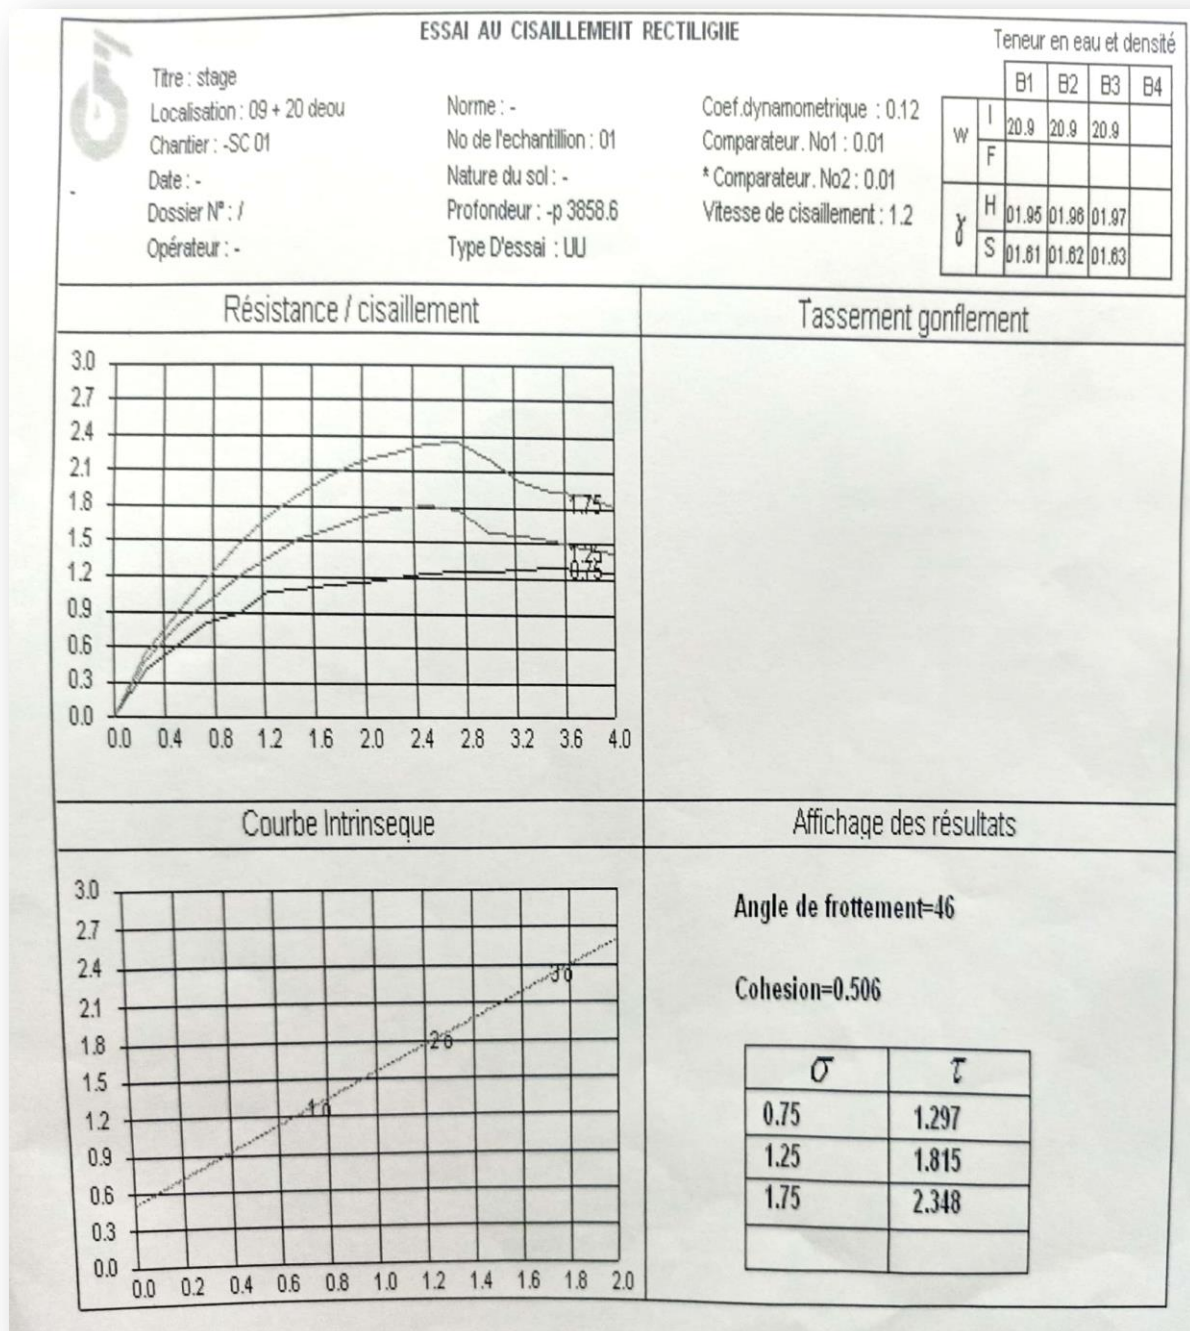 ESSAI AU CISAILLEMENT RECTILIGNE
Titre : stage
Localisation : 09 + 20 deou
Chantier : -SC 01
Date : -
Dossier N° : /
Opérateur : -
Norme : -
No de l'echantillion : 01
Nature du sol : -
Profondeur : -p 3858.6
Type D'essai : UU
Coef.dynamometrique : 0.12
Comparateur. No1 : 0.01
* Comparateur. No2 : 0.01
Vitesse de cisaillement : 1.2
Teneur en eau et densité
B1 B2 B3 B4
W I 20.9 20.9 20.9
F
γ H 01.95 01.96 01.97
S 01.61 01.62 01.63
Résistance / cisaillement
3.0
2.7
2.4
2.1
1.8
1.5
1.2
0.9
0.6
0.3
0.0
1.75
1.25
0.75
0.0 0.4 0.8 1.2 1.6 2.0 2.4 2.8 3.2 3.6 4.0
Tassement gonflement
Courbe Intrinseque
3.0
2.7
2.4
2.1
1.8
1.5
1.2
0.9
0.6
0.3
0.0
3o
2o
1o
0.0 0.2 0.4 0.6 0.8 1.0 1.2 1.4 1.6 1.8 2.0
Affichage des résultats
Angle de frottement=46
Cohesion=0.506
σ τ
0.75 1.297
1.25 1.815
1.75 2.348